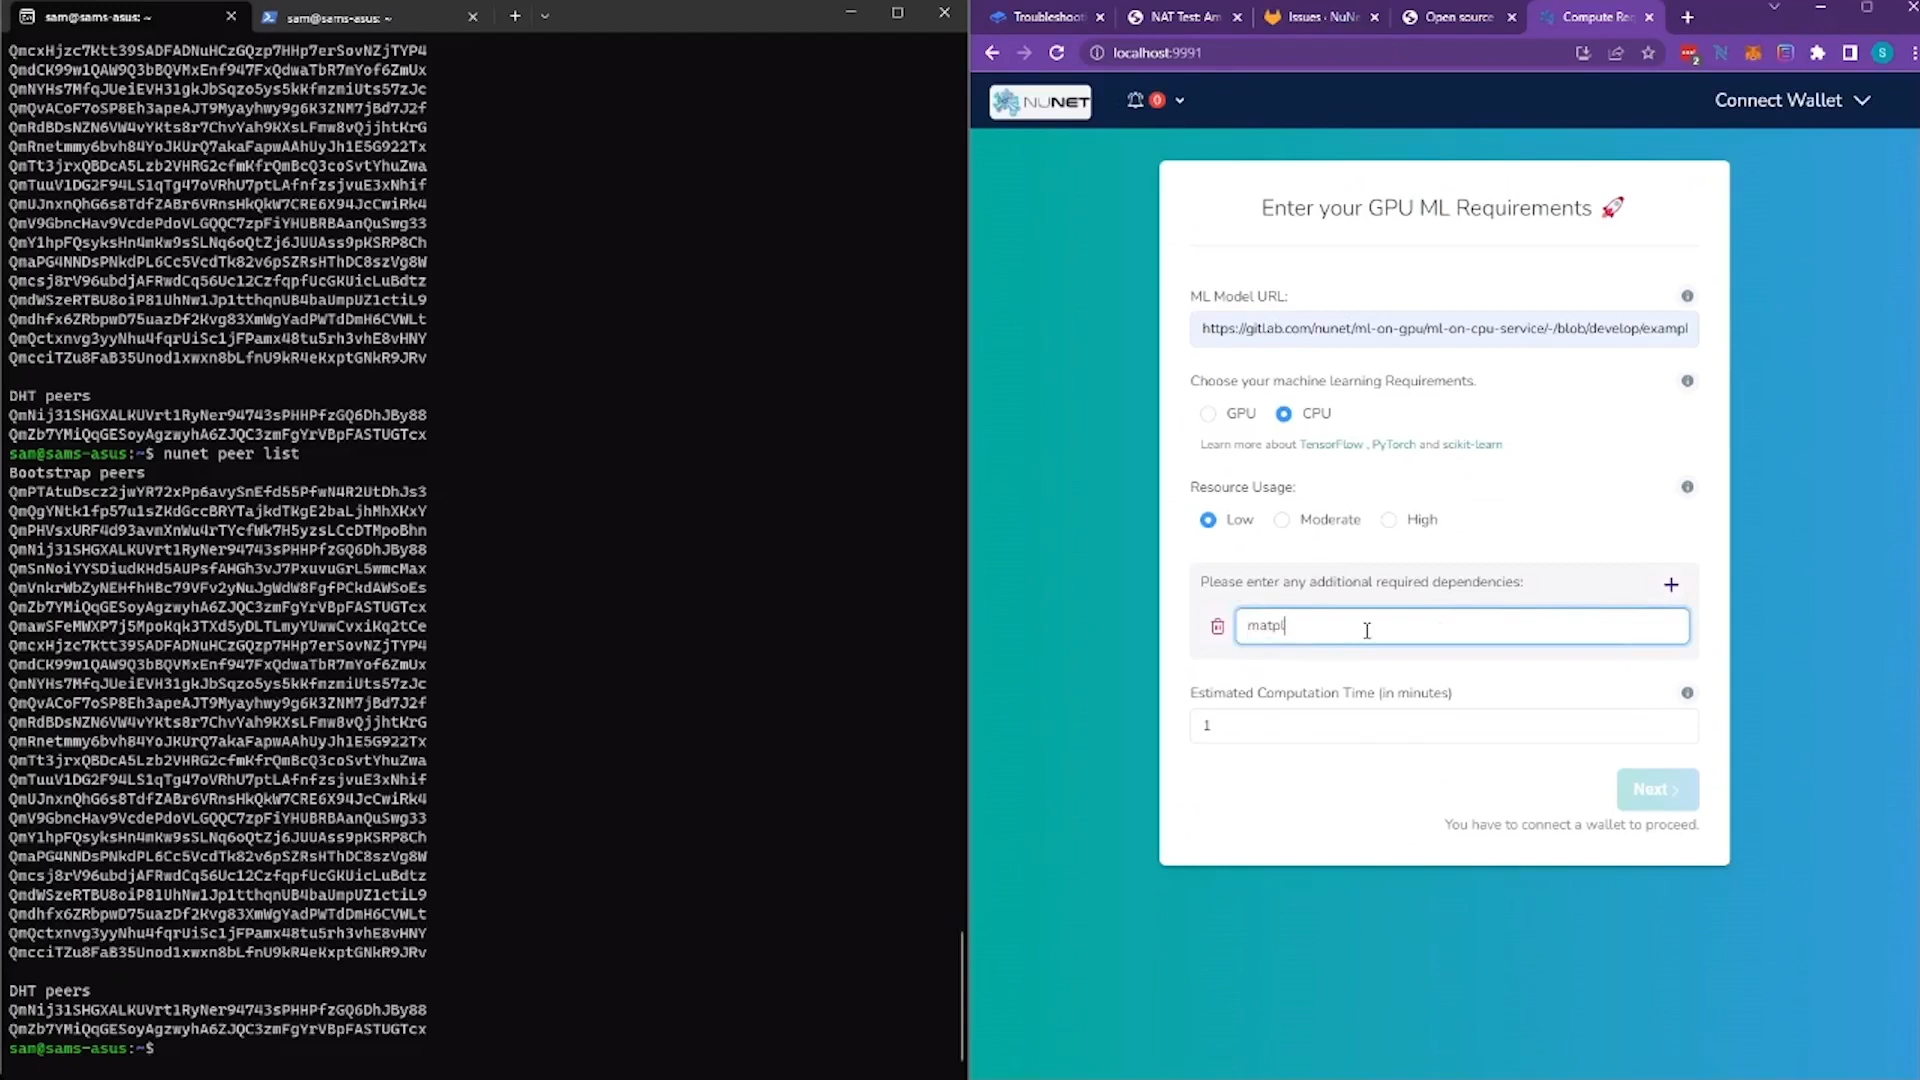 sam@sams-asus: ~
sam@sams-asus: ~
QmcxHjzc7Ktt39SADFADNuHCzGQzp7HHp7erSovNZjTYP4
QmdCK99w1QAW9Q3bBQVMxEnf947FxQdwaTbR7mYof6ZmUx
QmNYHs7MfqJUeiEVH31gkJbSqzo5ys5kKfmzmiUts57zJc
QmQvACoF7oSP8Eh3apeAJT9Myayhwy9g6K3ZNM7jBd7J2f
QmRdBDsNZN6VW4vYKts8r7ChvYah9KXsLFmw8vQjjhtKrG
QmRnetmmy6bvh84YoJKUrQ7akaFapwAAhUyJh1E5G922Tx
QmTt3jrxQBDcA5Lzb2VHRG2cfmKfrQmBcQ3coSvtYhuZwa
QmTuuV1DG2F94LS1qTg47oVRhU7ptLAfnfzsjvuE3xNhif
QmUJnxnQhG6s8TdfZABr6VRnsHkQkW7CRE6X94JcCwiRk4
QmV9GbncHav9VcdePdoVLGQQC7zpFiYHUBRBAanQuSwg33
QmY1hpFQsyksHn4mKw9sSLNq6oQtZj6JUUAss9pKSRP8Ch
QmaPG4NNDsPNkdPL6Cc5VcdTk82v6pSZRsHThDC8szVg8W
Qmcsj8rV96ubdjAFRwdCq56Uc12CzfqpfUcGKUicLuBdtz
QmdWSzeRTBU8oiP81UhNw1Jp1tthqnUB4baUmpUZ1ctiL9
Qmdhfx6ZRbpwD75uazDf2Kvg83XmWgYadPWTdDmH6CVWLt
QmQctxnvg3yyNhu4fqrUiSc1jFPamx48tu5rh3vhE8vHNY
QmcciTZu8FaB35Unod1xwxn8bLfnU9kR4eKxptGNkR9JRv
DHT peers
QmNij31SHGXALKUVrt1RyNer94743sPHHPfzGQ6DhJBy88
QmZb7YMiQqGESoyAgzwyhA6ZJQC3zmFgYrVBpFASTUGTcx
sam@sams-asus:~$ nunet peer list
Bootstrap peers
QmPTAtuDscz2jwYR72xPp6avySnEfd55PfwN4R2UtDhJs3
QmQgYNtk1fp57u1sZKdGccBRYTajkdTKgE2baLjhMhXKxY
QmPHVsxURF4d93avmXnWu4rTYcfWk7H5yzsLCcDTMpoBhn
QmNij31SHGXALKUVrt1RyNer94743sPHHPfzGQ6DhJBy88
QmSnNoiYYSDiudKHd5AUPsfAHGh3vJ7PxuvuGrL5wmcMax
QmVnkrWbZyNEHfhHBc79VFv2yNuJgWdW8FgfPCkdAWSoEs
QmZb7YMiQqGESoyAgzwyhA6ZJQC3zmFgYrVBpFASTUGTcx
QmawSFeMWXP7j5MpoKqk3TXd5yDLTLmyYUwwCvxiKq2tCe
QmcxHjzc7Ktt39SADFADNuHCzGQzp7HHp7erSovNZjTYP4
QmdCK99w1QAW9Q3bBQVMxEnf947FxQdwaTbR7mYof6ZmUx
QmNYHs7MfqJUeiEVH31gkJbSqzo5ys5kKfmzmiUts57zJc
QmQvACoF7oSP8Eh3apeAJT9Myayhwy9g6K3ZNM7jBd7J2f
QmRdBDsNZN6VW4vYKts8r7ChvYah9KXsLFmw8vQjjhtKrG
QmRnetmmy6bvh84YoJKUrQ7akaFapwAAhUyJh1E5G922Tx
QmTt3jrxQBDcA5Lzb2VHRG2cfmKfrQmBcQ3coSvtYhuZwa
QmTuuV1DG2F94LS1qTg47oVRhU7ptLAfnfzsjvuE3xNhif
QmUJnxnQhG6s8TdfZABr6VRnsHkQkW7CRE6X94JcCwiRk4
QmV9GbncHav9VcdePdoVLGQQC7zpFiYHUBRBAanQuSwg33
QmY1hpFQsyksHn4mKw9sSLNq6oQtZj6JUUAss9pKSRP8Ch
QmaPG4NNDsPNkdPL6Cc5VcdTk82v6pSZRsHThDC8szVg8W
Qmcsj8rV96ubdjAFRwdCq56Uc12CzfqpfUcGKUicLuBdtz
QmdWSzeRTBU8oiP81UhNw1Jp1tthqnUB4baUmpUZ1ctiL9
Qmdhfx6ZRbpwD75uazDf2Kvg83XmWgYadPWTdDmH6CVWLt
QmQctxnvg3yyNhu4fqrUiSc1jFPamx48tu5rh3vhE8vHNY
QmcciTZu8FaB35Unod1xwxn8bLfnU9kR4eKxptGNkR9JRv
DHT peers
QmNij31SHGXALKUVrt1RyNer94743sPHHPfzGQ6DhJBy88
QmZb7YMiQqGESoyAgzwyhA6ZJQC3zmFgYrVBpFASTUGTcx
sam@sams-asus:~$
Troubleshooti
NAT Test: Am
Issues · NuNe
Open source
Compute Req
localhost:9991
2
S
NUNET
0
Connect Wallet
Enter your GPU ML Requirements 🚀
ML Model URL:
https://gitlab.com/nunet/ml-on-gpu/ml-on-cpu-service/-/blob/develop/exampl
Choose your machine learning Requirements.
GPU CPU
Learn more about TensorFlow , PyTorch and scikit-learn
Resource Usage:
Low Moderate High
Please enter any additional required dependencies:
matpl
Estimated Computation Time (in minutes)
1
Next >
You have to connect a wallet to proceed.